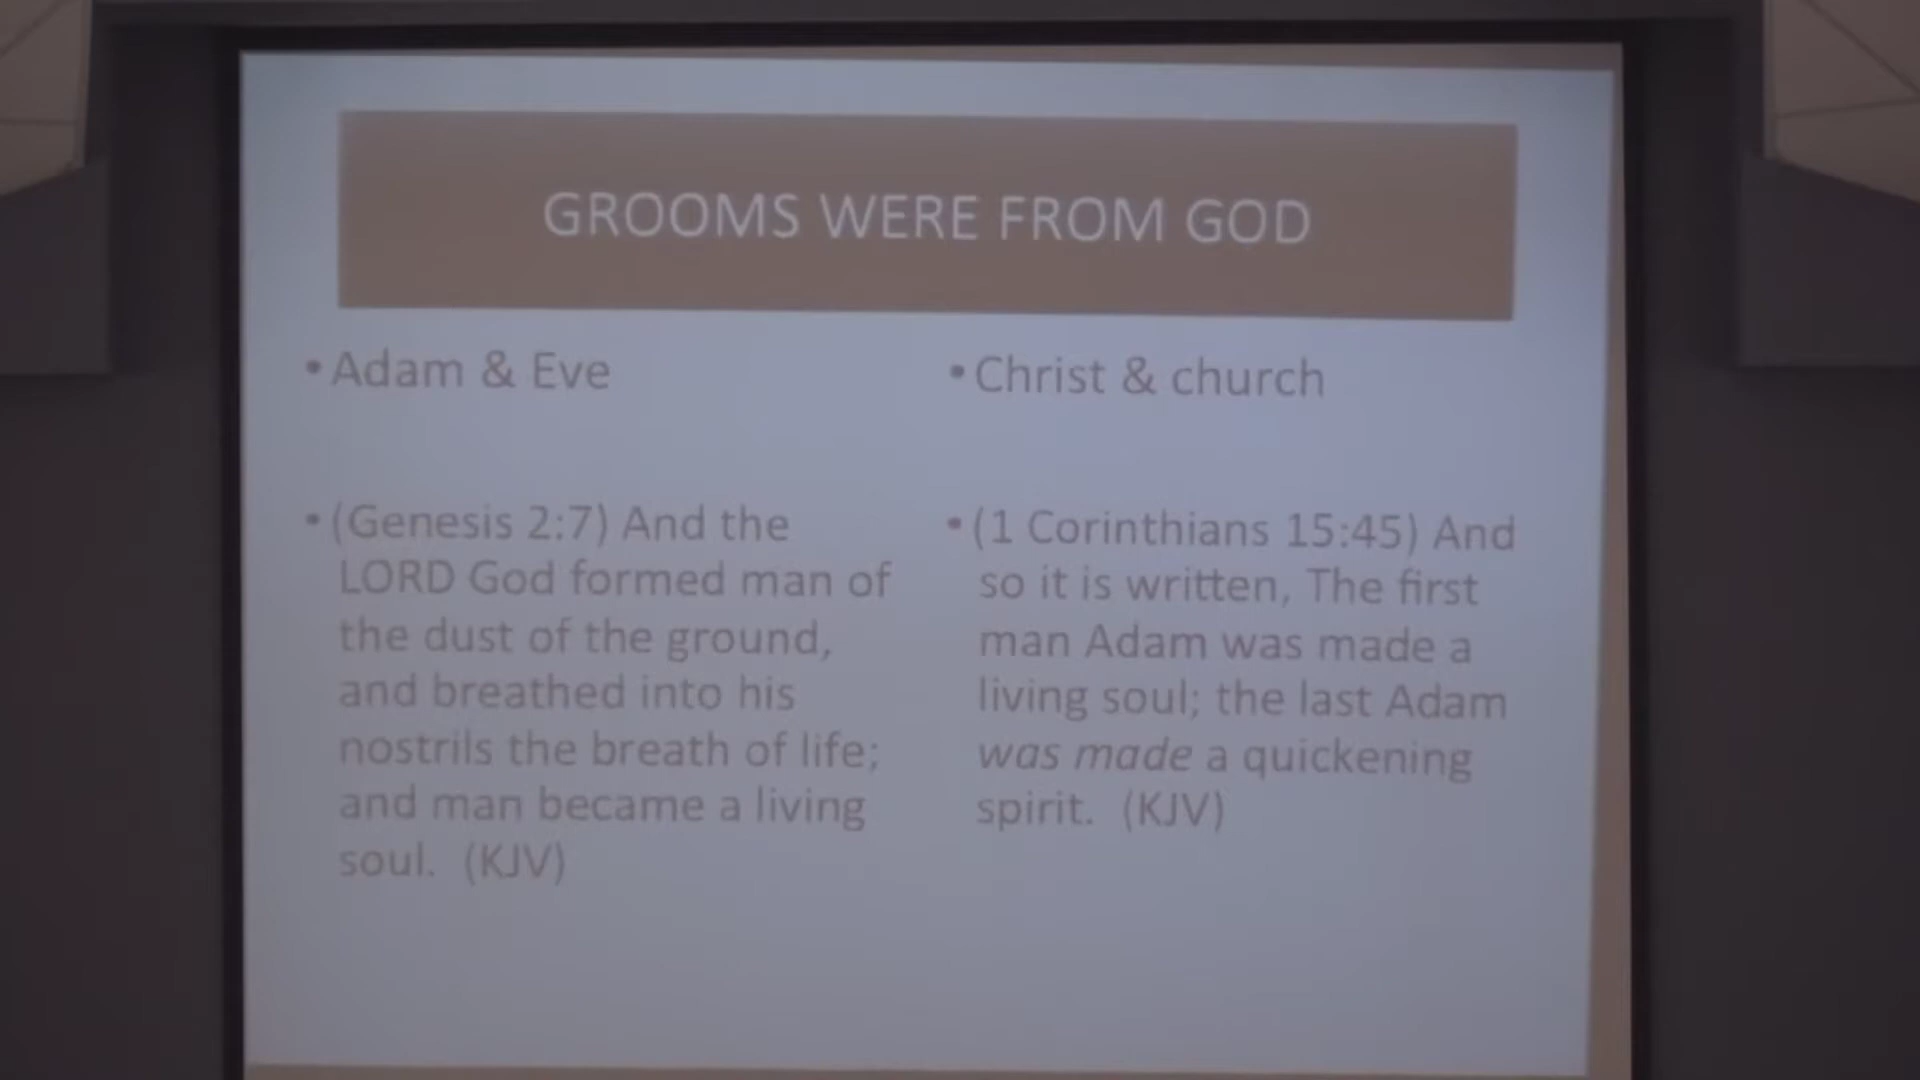 GROOMS WERE FROM GOD
• Adam & Eve
• (Genesis 2:7) And the
LORD God formed man of
the dust of the ground,
and breathed into his
nostrils the breath of life;
and man became a living
soul. (KJV)
• Christ & church
• (1 Corinthians 15:45) And
so it is written, The first
man Adam was made a
living soul; the last Adam
was made a quickening
spirit. (KJV)